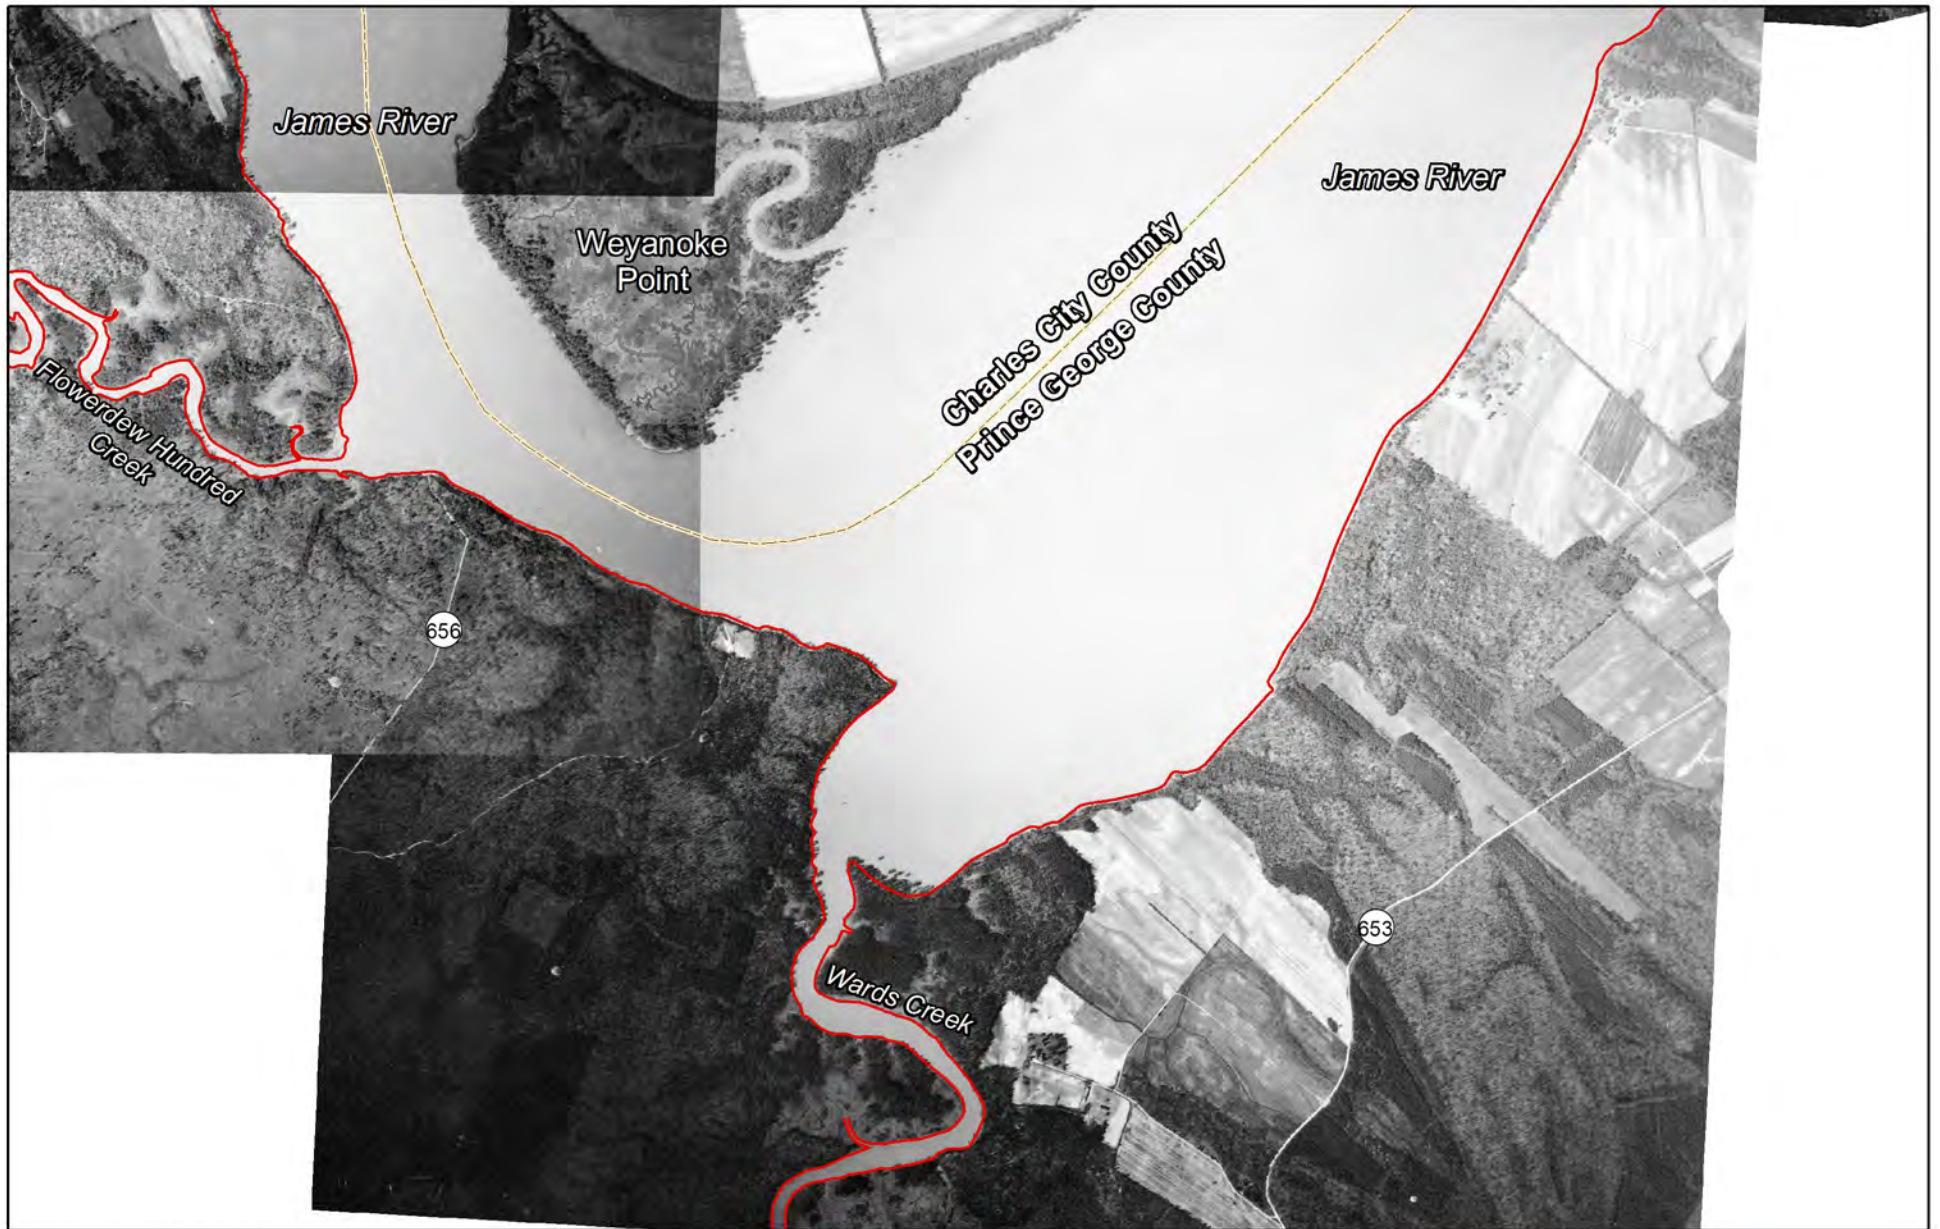 James River
James River
Weyanoke
Point
Charles City County
Prince George County
Flowerdew Hundred
Creek
656
653
Wards Creek